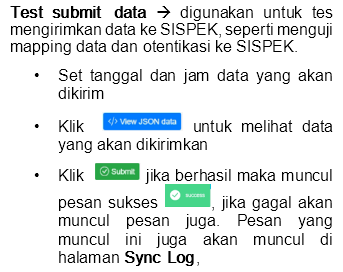 Test submit data → digunakan untuk tes
mengirimkan data ke SISPEK, seperti menguji
mapping data dan otentikasi ke SISPEK.
• Set tanggal dan jam data yang akan
dikirim
• Klik </> View JSON data untuk melihat data
yang akan dikirimkan
• Klik Submit jika berhasil maka muncul
pesan sukses success, jika gagal akan
muncul pesan juga. Pesan yang
muncul ini juga akan muncul di
halaman Sync Log,